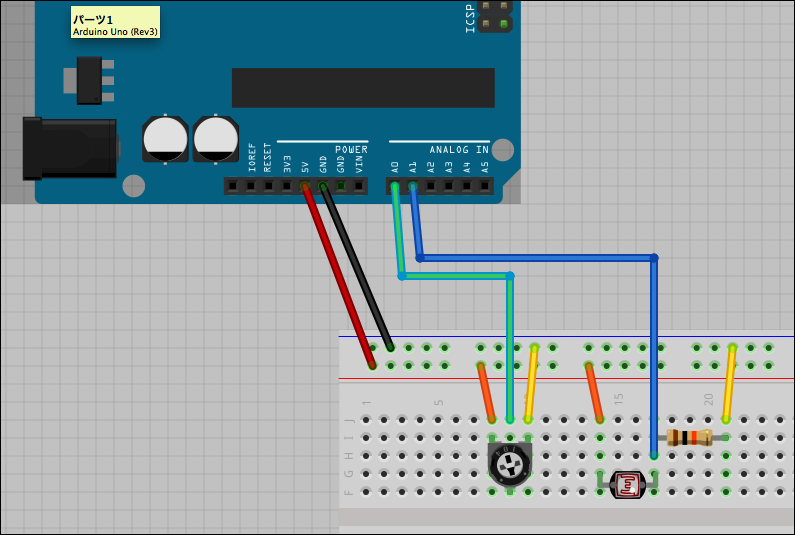 パーツ1
Arduino Uno (Rev3)
ICSP
POWER
ANALOG IN
IOREF
RESET
3V3
5V
GND
GND
VIN
A0
A1
A2
A3
A4
A5
1
5
10
15
20
J
I
H
G
F